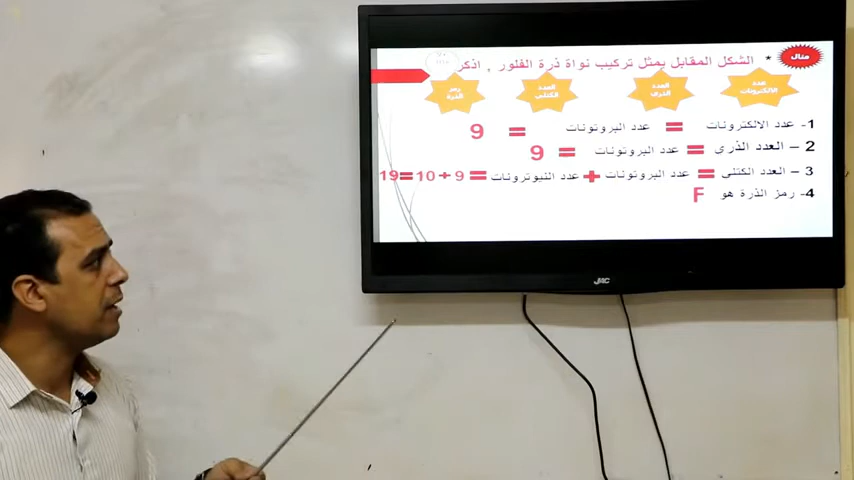 مثال
* الشكل المقابل يمثل تركيب نواة ذرة الفلور , اذكر
عدد الالكترونات
العدد الذرى
العدد الكتلى
رمز الذرة
1- عدد الالكترونات = عدد البروتونات = 9
2 – العدد الذرى = عدد البروتونات = 9
3 – العدد الكتلى = عدد البروتونات + عدد النيوترونات = 9 + 10 = 19
4- رمز الذرة هو F
JAC